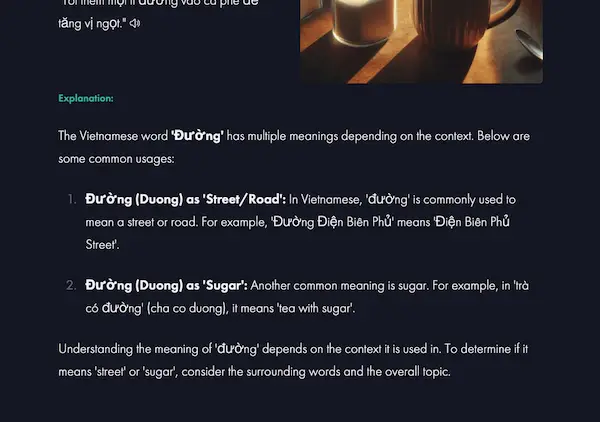 "Tôi thêm một ít đường vào cà phê để
tăng vị ngọt."
Explanation:
The Vietnamese word 'Đường' has multiple meanings depending on the context. Below are
some common usages:
1. Đường (Duong) as 'Street/Road': In Vietnamese, 'đường' is commonly used to
mean a street or road. For example, 'Đường Điện Biên Phủ' means 'Điện Biên Phủ
Street'.
2. Đường (Duong) as 'Sugar': Another common meaning is sugar. For example, in 'trà
có đường' (cha co duong), it means 'tea with sugar'.
Understanding the meaning of 'đường' depends on the context it is used in. To determine if it
means 'street' or 'sugar', consider the surrounding words and the overall topic.